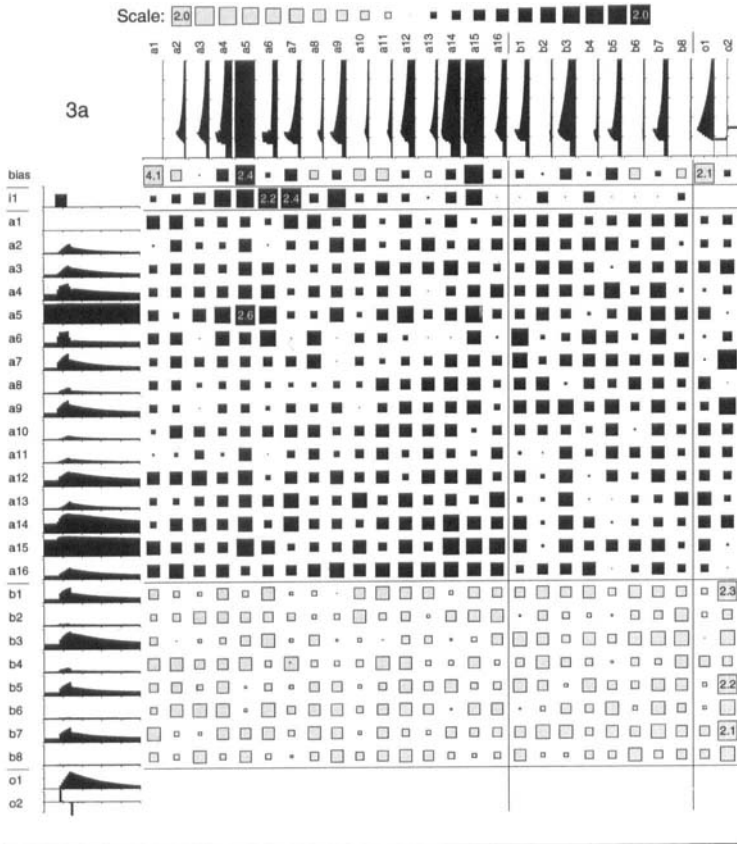 Scale: 2.0 2.0
a1 a2 a3 a4 a5 a6 a7 a8 a9 a10 a11 a12 a13 a14 a15 a16 b1 b2 b3 b4 b5 b6 b7 b8 o1 o2
3a
bias 4.1 2.4 2.1
i1 2.2 2.4
a1
a2
a3
a4
a5 2.6
a6
a7
a8
a9
a10
a11
a12
a13
a14
a15
a16
b1 2.3
b2
b3
b4
b5 2.2
b6
b7 2.1
b8
o1
o2